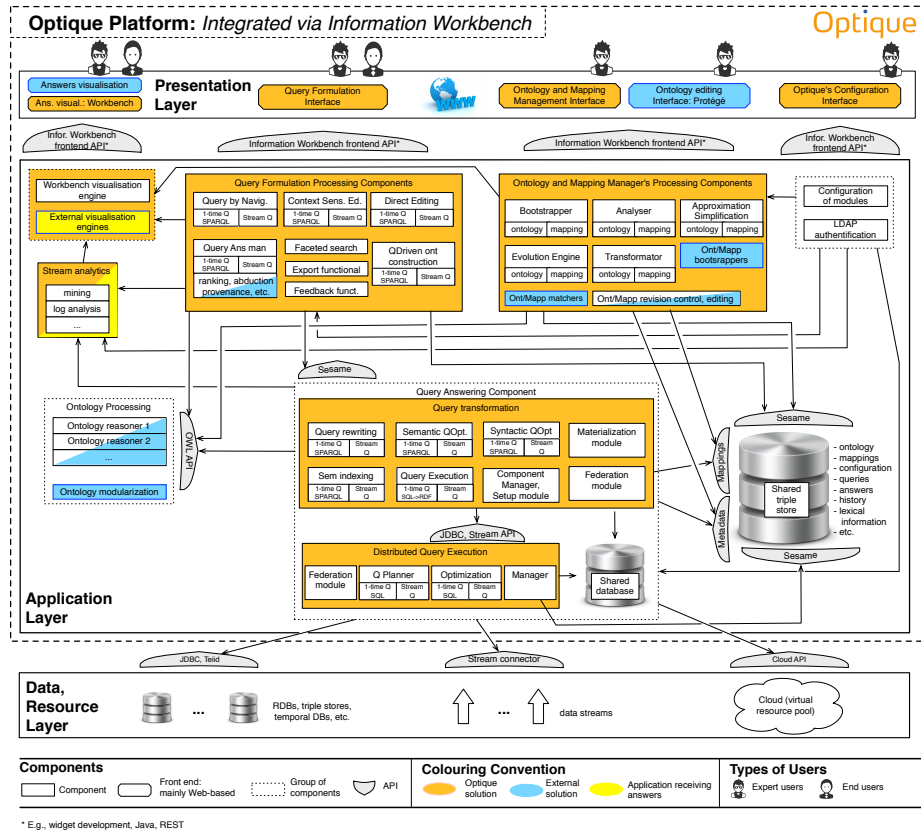 Optique Platform: Integrated via Information Workbench
Optique
Answers visualisation
Ans. visual.: Workbench
Presentation
Layer
Query Formulation
Interface
WWW
Ontology and Mapping
Management Interface
Ontology editing
Interface: Protégé
Optique's Configuration
Interface
Infor. Workbench
frontend API*
Information Workbench frontend API*
Information Workbench frontend API*
Infor. Workbench
frontend API*
Workbench visualisation
engine
External visualisation
engines
Query Formulation Processing Components
Query by Navig.
1-time Q
SPARQL
Stream Q
Context Sens. Ed.
1-time Q
SPARQL
Stream Q
Direct Editing
1-time Q
SPARQL
Stream Q
Query Ans man
1-time Q
SPARQL
Stream Q
ranking, abduction
provenance, etc.
Faceted search
Export functional
Feedback funct.
QDriven ont
construction
1-time Q
SPARQL
Stream Q
Ontology and Mapping Manager's Processing Components
Bootstrapper
ontology
mapping
Analyser
ontology
mapping
Approximation
Simplification
ontology
mapping
Evolution Engine
ontology
mapping
Transformator
ontology
mapping
Ont/Mapp
bootsrappers
Ont/Mapp matchers
Ont/Mapp revision control, editing
Configuration
of modules
LDAP
authentification
Stream analytics
mining
log analysis
...
Sesame
Ontology Processing
Ontology reasoner 1
Ontology reasoner 2
...
Ontology modularization
OWL API
Query Answering Component
Query transformation
Query rewriting
1-time Q
SPARQL
Stream
Q
Semantic QOpt.
1-time Q
SPARQL
Stream
Q
Syntactic QOpt
1-time Q
SPARQL
Stream
Q
Materialization
module
Sem indexing
1-time Q
SPARQL
Stream
Q
Query Execution
1-time Q
SQL->RDF
Stream
Q
Component
Manager,
Setup module
Federation
module
JDBC, Stream API
Distributed Query Execution
Federation
module
Q Planner
1-time Q
SQL
Stream
Q
Optimization
1-time Q
SQL
Stream
Q
Manager
Shared
database
Mappings
Metadata
Sesame
Shared
triple
store
- ontology
- mappings
- configuration
- queries
- answers
- history
- lexical
information
- etc.
Sesame
Application
Layer
JDBC, Teiid
Stream connector
Cloud API
Data,
Resource
Layer
...
RDBs, triple stores,
temporal DBs, etc.
...
data streams
Cloud (virtual
resource pool)
Components
Component
Front end:
mainly Web-based
Group of
components
API
Colouring Convention
Optique
solution
External
solution
Application receiving
answers
Types of Users
Expert users
End users
* E.g., widget development, Java, REST